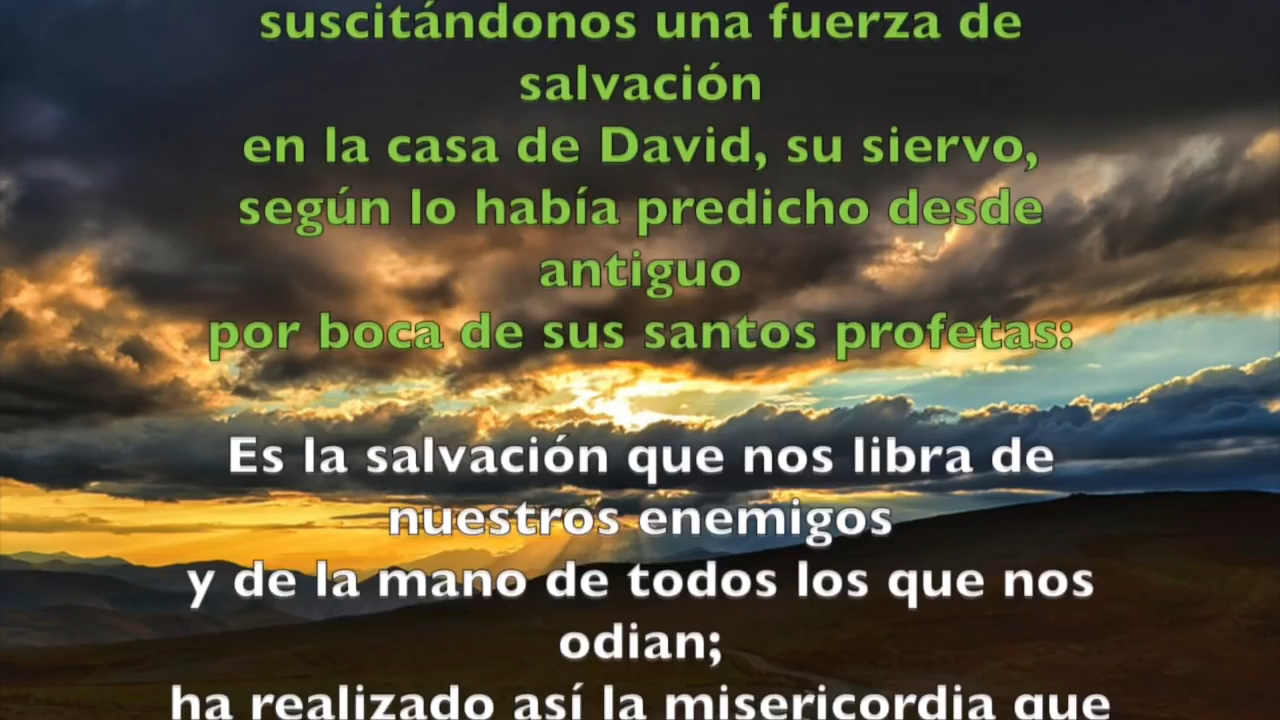 suscitándonos una fuerza de
salvación
en la casa de David, su siervo,
según lo había predicho desde
antiguo
por boca de sus santos profetas:
Es la salvación que nos libra de
nuestros enemigos
y de la mano de todos los que nos
odian;
ha realizado así la misericordia que